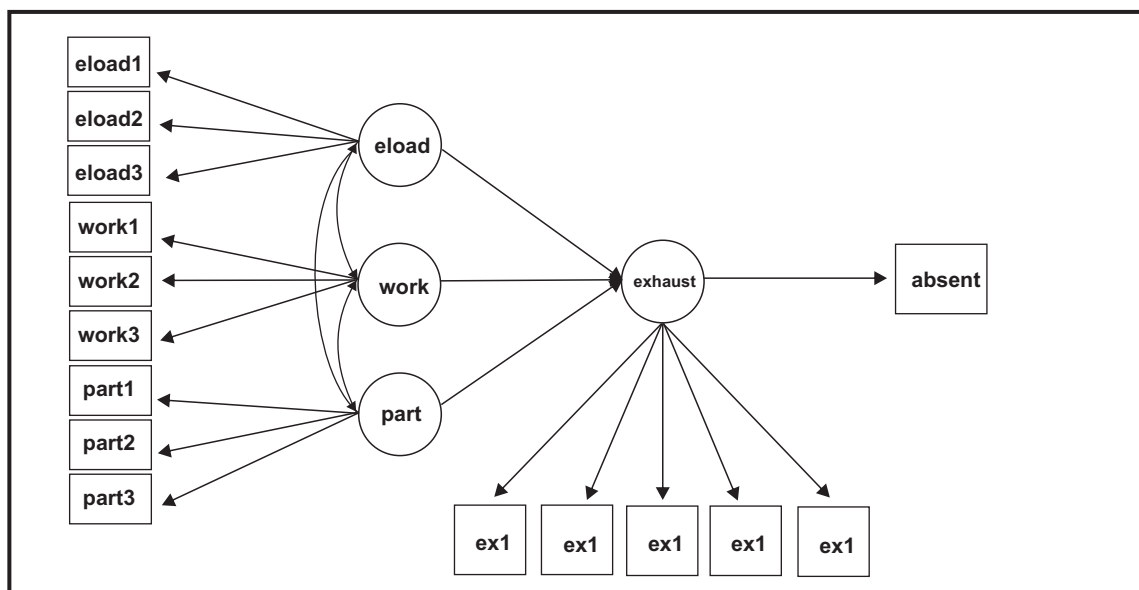 eload1
eload2
eload3
work1
work2
work3
part1
part2
part3
eload
work
part
exhaust
absent
ex1
ex1
ex1
ex1
ex1